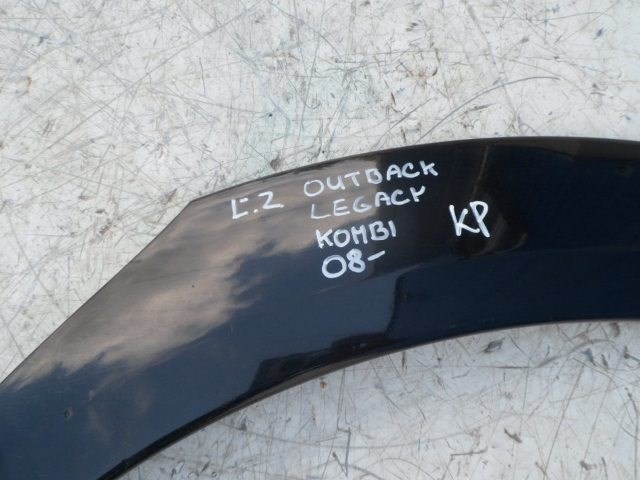 L.Z OUTBACK
LEGACY
KOMBI KP
08-